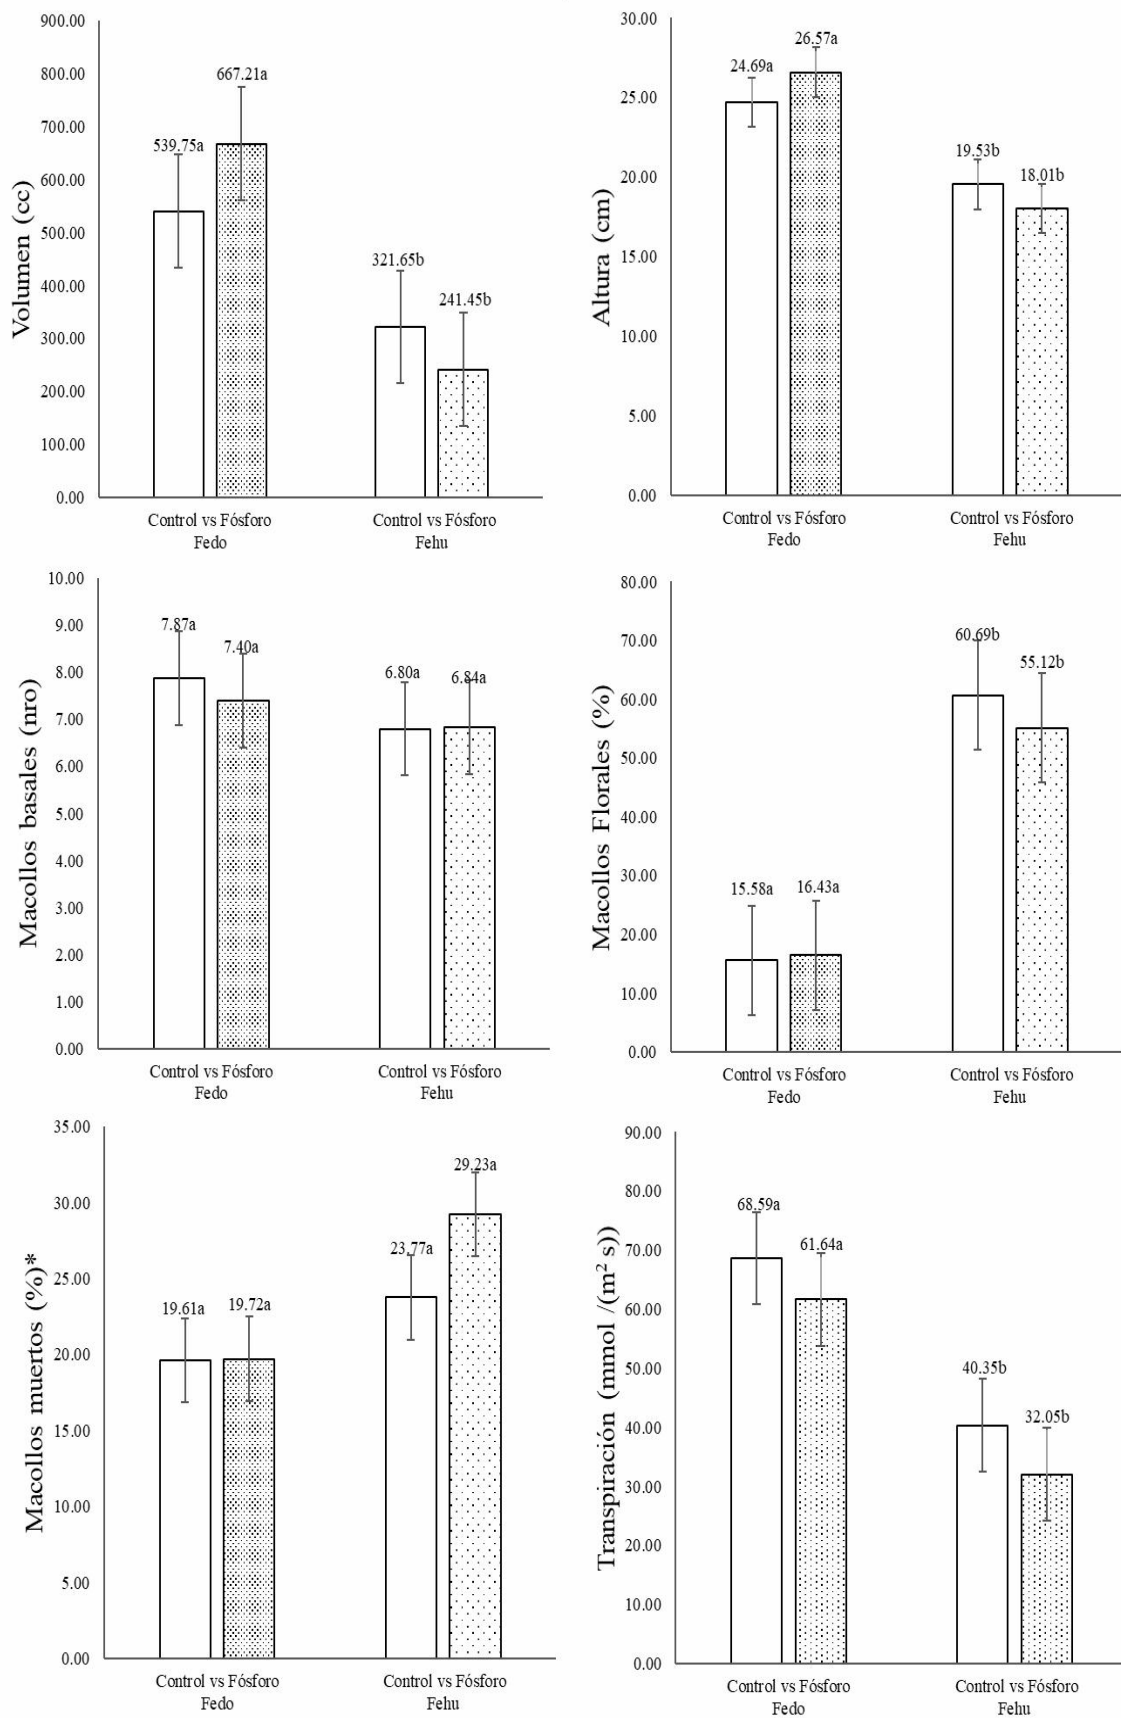 Volumen (cc)
900.00
800.00
700.00
600.00
500.00
400.00
300.00
200.00
100.00
0.00
539.75a
667.21a
321.65b
241.45b
Control vs Fósforo
Fedo
Control vs Fósforo
Fehu
Altura (cm)
30.00
25.00
20.00
15.00
10.00
5.00
0.00
24.69a
26.57a
19.53b
18.01b
Control vs Fósforo
Fedo
Control vs Fósforo
Fehu
Macollos basales (nro)
10.00
9.00
8.00
7.00
6.00
5.00
4.00
3.00
2.00
1.00
0.00
7.87a
7.40a
6.80a
6.84a
Control vs Fósforo
Fedo
Control vs Fósforo
Fehu
Macollos Florales (%)
80.00
70.00
60.00
50.00
40.00
30.00
20.00
10.00
0.00
15.58a
16.43a
60.69b
55.12b
Control vs Fósforo
Fedo
Control vs Fósforo
Fehu
Macollos muertos (%)*
35.00
30.00
25.00
20.00
15.00
10.00
5.00
0.00
19.61a
19.72a
23.77a
29.23a
Control vs Fósforo
Fedo
Control vs Fósforo
Fehu
Transpiración (mmol /(m² s))
90.00
80.00
70.00
60.00
50.00
40.00
30.00
20.00
10.00
0.00
68.59a
61.64a
40.35b
32.05b
Control vs Fósforo
Fedo
Control vs Fósforo
Fehu